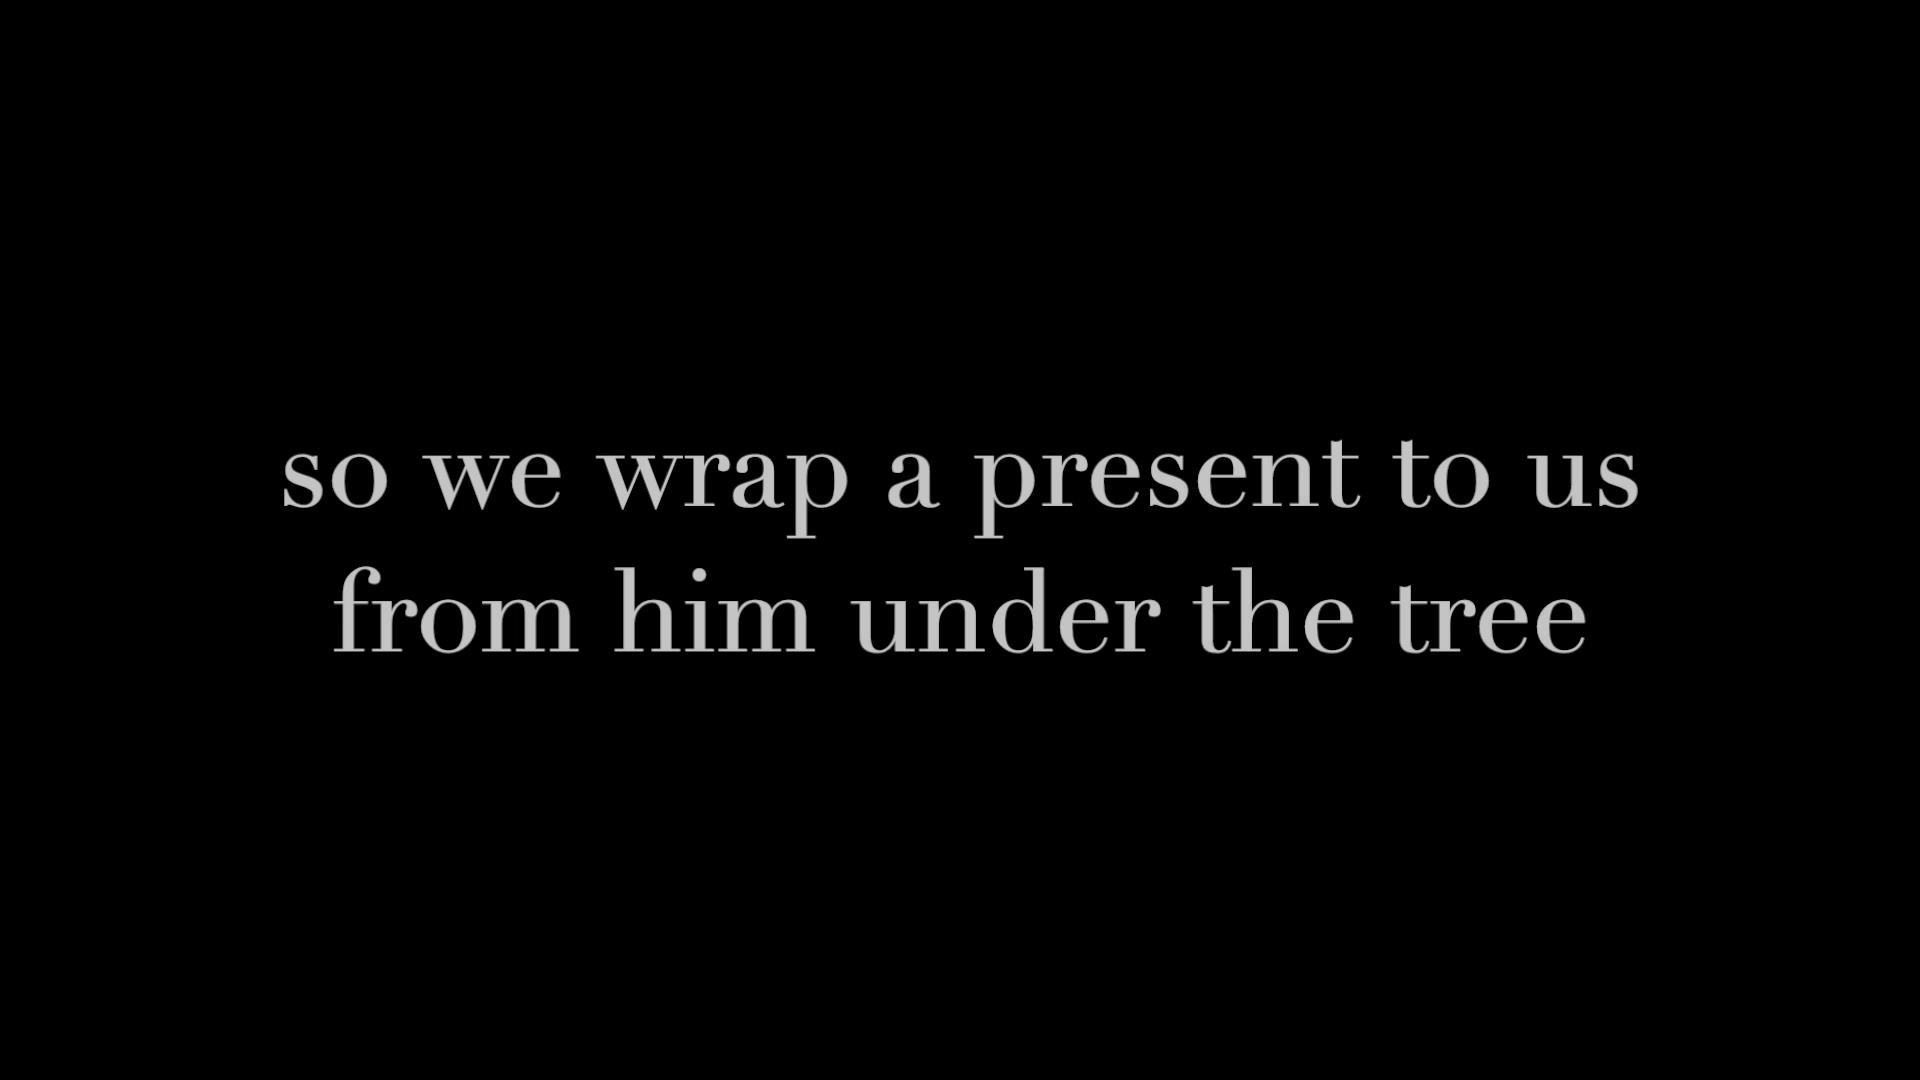 so we wrap a present to us
from him under the tree